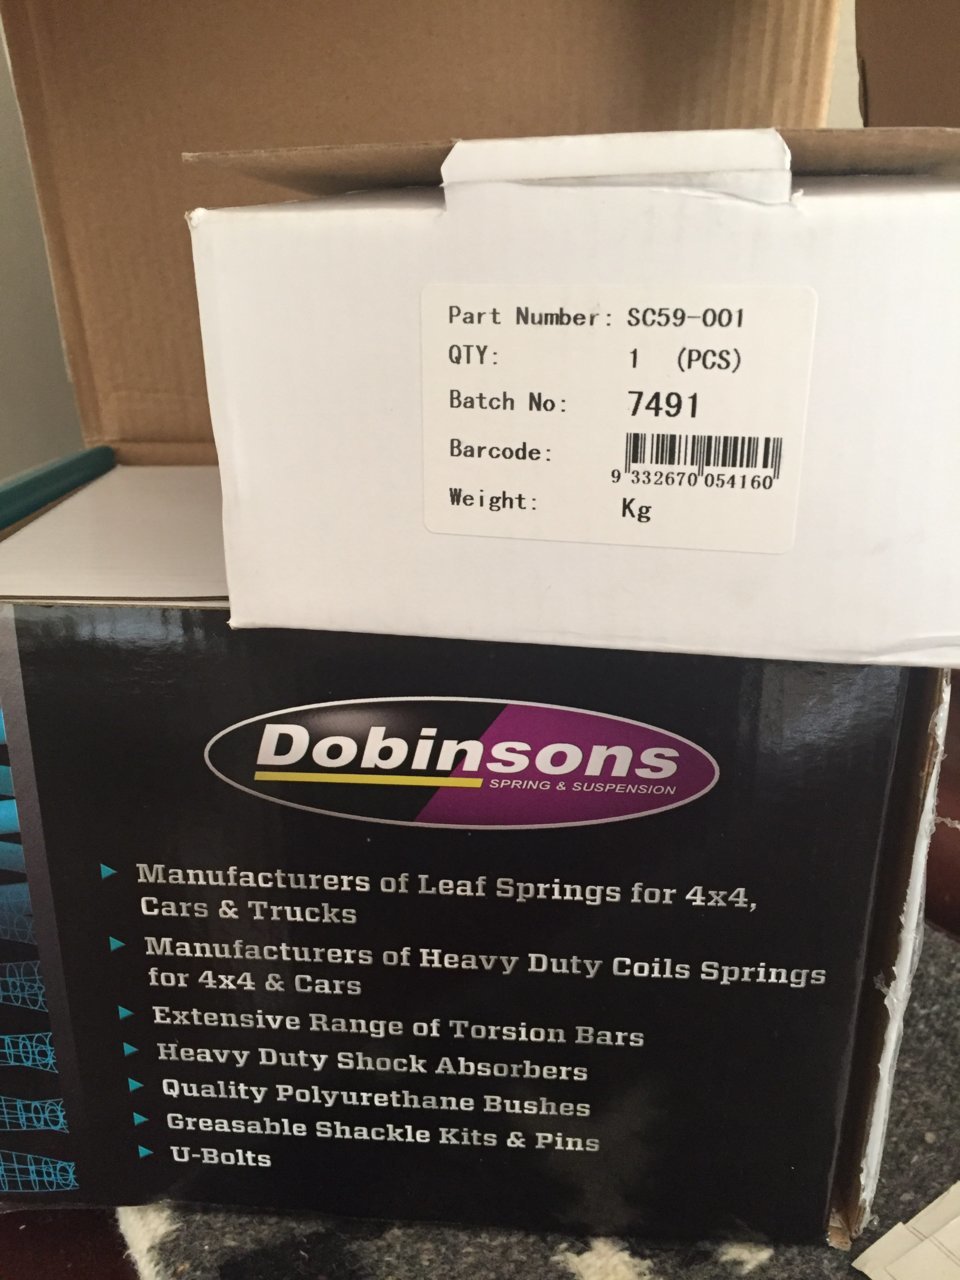 Part Number: SC59-001
QTY: 1 (PCS)
Batch No: 7491
Barcode:
9 332670 054160
Weight: Kg
Dobinsons
SPRING & SUSPENSION
Manufacturers of Leaf Springs for 4x4,
Cars & Trucks
Manufacturers of Heavy Duty Coils Springs
for 4x4 & Cars
Extensive Range of Torsion Bars
Heavy Duty Shock Absorbers
Quality Polyurethane Bushes
Greasable Shackle Kits & Pins
U-Bolts